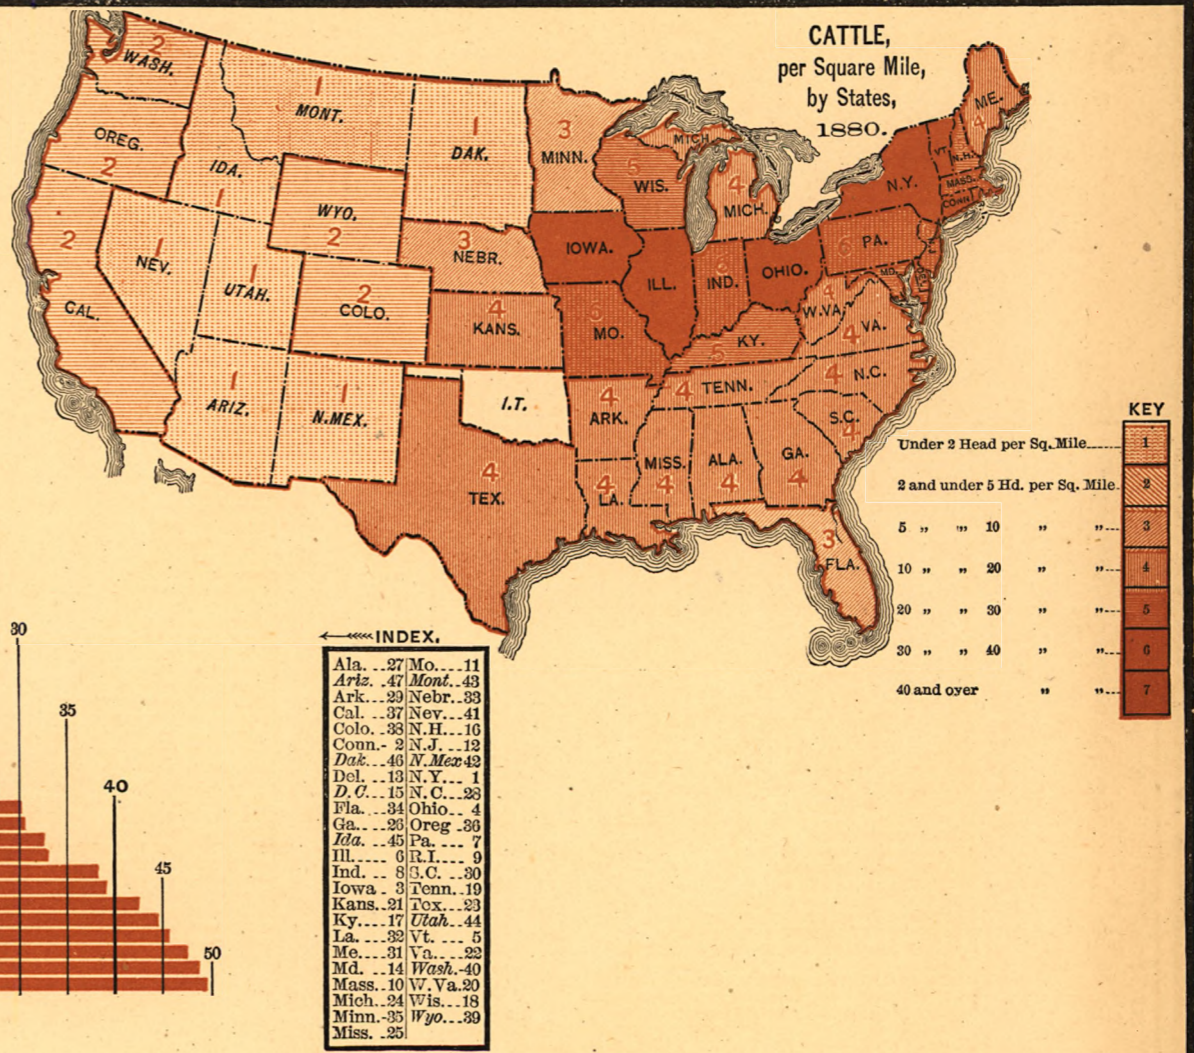 CATTLE,
per Square Mile,
by States,
1880.
2
WASH.
OREG.
2
1
MONT.
IDA.
1
1
DAK.
3
MINN.
MICH.
5
WIS.
4
MICH.
ME.
4
VT.
N.H.
MASS.
CONN.
N.Y.
WYO.
2
3
NEBR.
IOWA.
ILL.
IND.
OHIO.
6
PA.
MD.
2
CAL.
1
NEV.
1
UTAH.
2
COLO.
4
KANS.
6
MO.
5
KY.
4
W.VA.
4
VA.
1
ARIZ.
1
N.MEX.
I.T.
4
ARK.
4
TENN.
4
N.C.
S.C.
4
4
TEX.
4
LA.
MISS.
4
ALA.
4
GA.
4
3
FLA.
KEY
Under 2 Head per Sq. Mile 1
2 and under 5 Hd. per Sq. Mile. 2
5 „ „ 10 „ „ 3
10 „ „ 20 „ „ 4
20 „ „ 30 „ „ 5
30 „ „ 40 „ „ 6
40 and over „ „ 7
30
35
40
45
50
INDEX.
Ala. 27 Mo. 11
Ariz. 47 Mont. 43
Ark. 29 Nebr. 33
Cal. 37 Nev. 41
Colo. 38 N.H. 16
Conn. 2 N.J. 12
Dak. 46 N.Mex 42
Del. 13 N.Y. 1
D.C. 15 N.C. 28
Fla. 34 Ohio 4
Ga. 26 Oreg. 36
Ida. 45 Pa. 7
Ill. 6 R.I. 9
Ind. 8 S.C. 30
Iowa. 3 Tenn. 19
Kans. 21 Tex. 23
Ky. 17 Utah 44
La. 32 Vt. 5
Me. 31 Va. 22
Md. 14 Wash. 40
Mass. 10 W.Va. 20
Mich. 24 Wis. 18
Minn. 35 Wyo. 39
Miss. 25